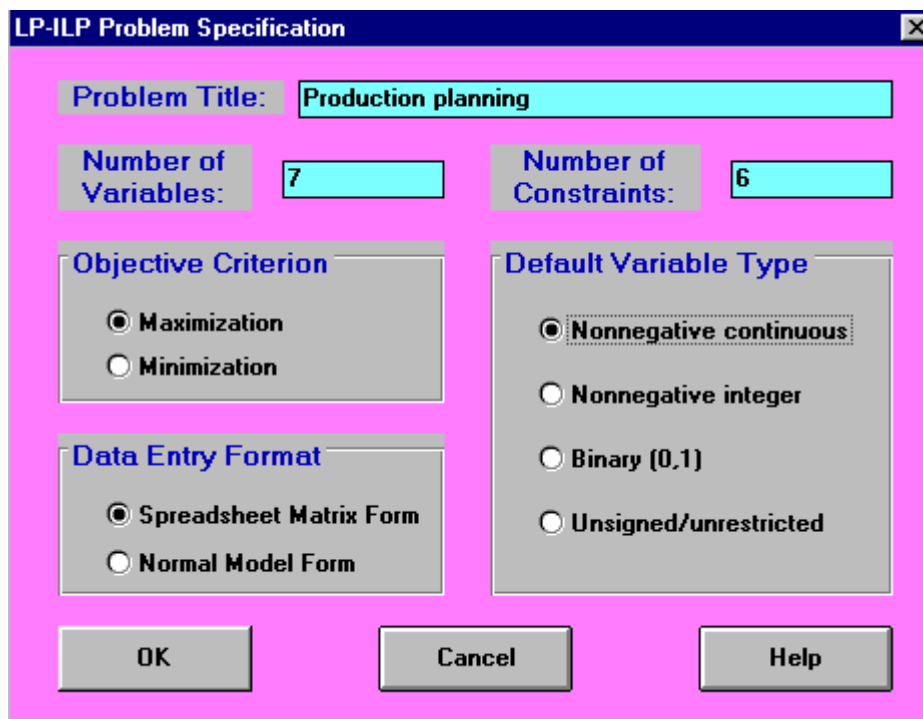 LP-ILP Problem Specification
Problem Title: Production planning
Number of Variables: 7
Number of Constraints: 6
Objective Criterion
Maximization
Minimization
Default Variable Type
Nonnegative continuous
Nonnegative integer
Binary (0,1)
Unsigned/unrestricted
Data Entry Format
Spreadsheet Matrix Form
Normal Model Form
OK
Cancel
Help